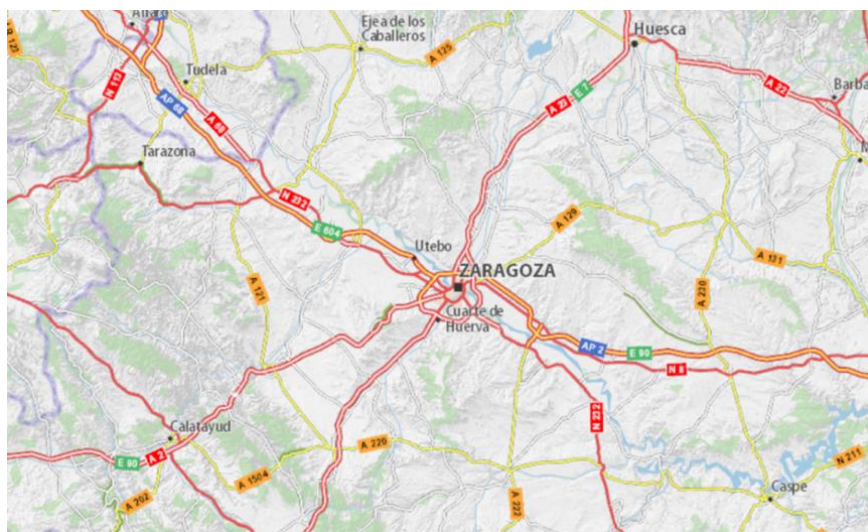 Alfaro
Ejea de los
Caballeros
Huesca
A 125
Tudela
N 113
AP 68
A 68
A 23
E 7
A 22
Barba
Tarazona
N 232
E 804
A 129
Utebo
A 131
ZARAGOZA
A 121
A 230
Cuarte de
Huerva
AP 2
E 90
N II
N 232
Calatayud
A 220
E 90
A 2
A 1504
N 211
A 202
A 222
Caspe